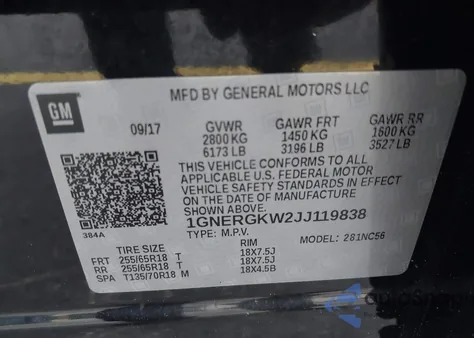 MFD BY GENERAL MOTORS LLC
GM
09/17 GVWR GAWR FRT GAWR RR
2800 KG 1450 KG 1600 KG
6173 LB 3196 LB 3527 LB
THIS VEHICLE CONFORMS TO ALL
APPLICABLE U.S. FEDERAL MOTOR
VEHICLE SAFETY STANDARDS IN EFFECT
ON THE DATE OF MANUFACTURE
SHOWN ABOVE.
1GNERGKW2JJ119838
384A
TYPE: M.P.V. MODEL: 281NC56
TIRE SIZE RIM
FRT 255/65R18 T 18X7.5J
RR 255/65R18 T 18X7.5J
SPA T135/70R18 M 18X4.5B